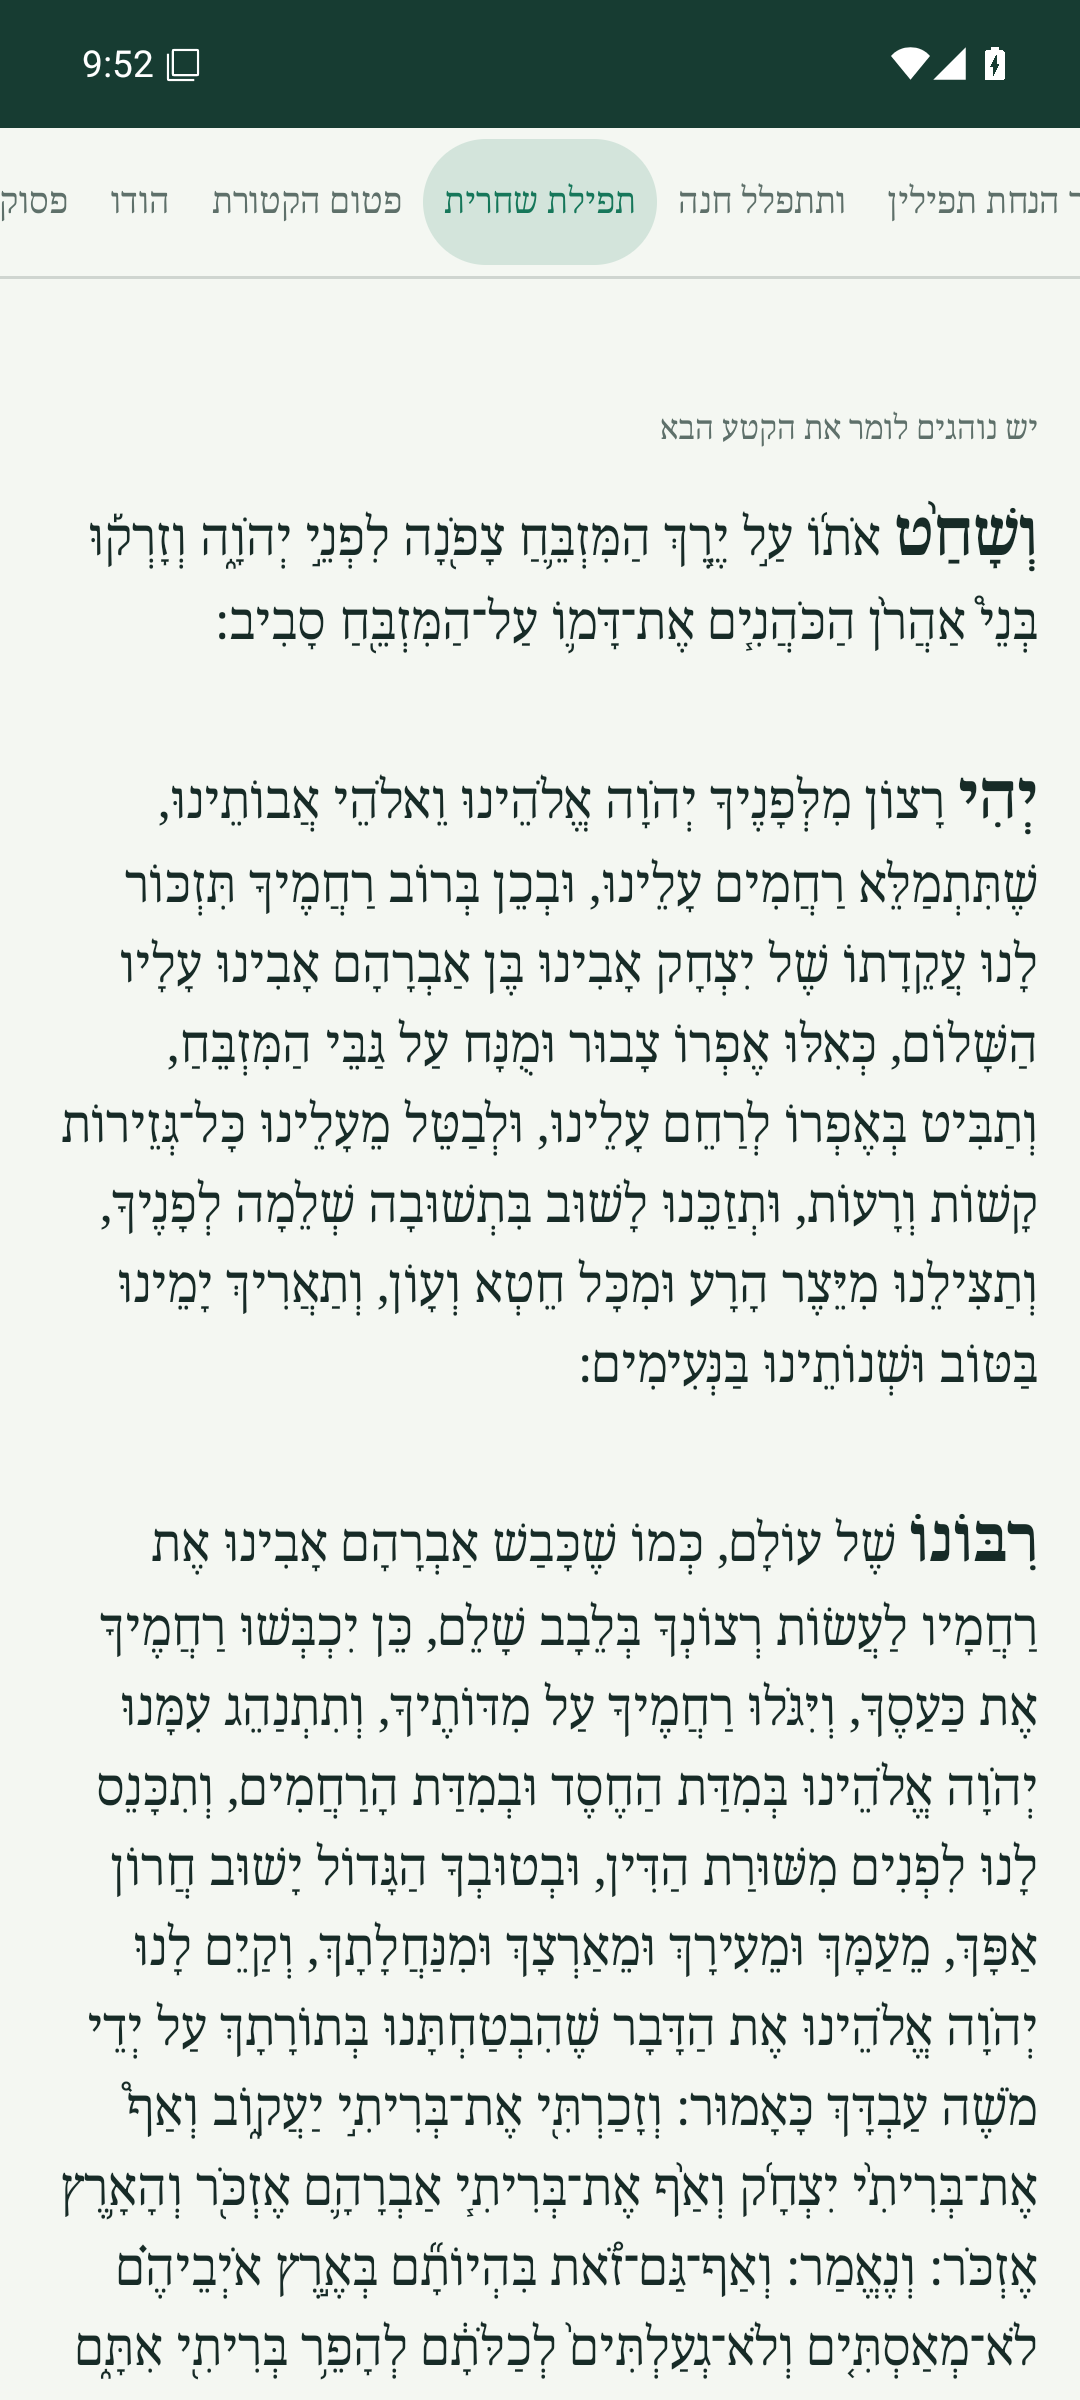 9:52
ר הנחת תפילין ותתפלל חנה תפילת שחרית פטום הקטורת הודו פסוק
יש נוהגים לומר את הקטע הבא
וְשָׁחַ֨ט אֹת֜וֹ עַ֣ל יֶ֧רֶךְ הַמִּזְבֵּ֛חַ צָפֹ֖נָה לִפְנֵ֣י יְהֹוָ֑ה וְזָרְק֡וּ
בְּנֵי֩ אַהֲרֹ֨ן הַכֹּהֲנִ֧ים אֶת־דָּמ֛וֹ עַל־הַמִּזְבֵּ֖חַ סָבִיב:
יְהִי רָצוֹן מִלְּפָנֶיךָ יְהֹוָה אֱלֹהֵינוּ וֵאלֹהֵי אֲבוֹתֵינוּ,
שֶׁתִּתְמַלֵּא רַחֲמִים עָלֵינוּ, וּבְכֵן בְּרוֹב רַחֲמֶיךָ תִּזְכּוֹר
לָנוּ עֲקֵדָתוֹ שֶׁל יִצְחָק אָבִינוּ בֶּן אַבְרָהָם אָבִינוּ עָלָיו
הַשָּׁלוֹם, כְּאִלּוּ אֶפְרוֹ צָבוּר וּמֻנָּח עַל גַּבֵּי הַמִּזְבֵּחַ,
וְתַבִּיט בְּאֶפְרוֹ לְרַחֵם עָלֵינוּ, וּלְבַטֵּל מֵעָלֵינוּ כָּל־גְּזֵירוֹת
קָשׁוֹת וְרָעוֹת, וּתְזַכֵּנוּ לָשׁוּב בִּתְשׁוּבָה שְׁלֵמָה לְפָנֶיךָ,
וְתַצִּילֵנוּ מִיֵּצֶר הָרָע וּמִכָּל חֵטְא וְעָוֹן, וְתַאֲרִיךְ יָמֵינוּ
בַּטּוֹב וּשְׁנוֹתֵינוּ בַּנְּעִימִים:
רִבּוֹנוֹ שֶׁל עוֹלָם, כְּמוֹ שֶׁכָּבַשׁ אַבְרָהָם אָבִינוּ אֶת
רַחֲמָיו לַעֲשׂוֹת רְצוֹנְךָ בְּלֵבָב שָׁלֵם, כֵּן יִכְבְּשׁוּ רַחֲמֶיךָ
אֶת כַּעַסֶךָ, וְיִגֹּלּוּ רַחֲמֶיךָ עַל מִדּוֹתֶיךָ, וְתִתְנַהֵג עִמָּנוּ
יְהֹוָה אֱלֹהֵינוּ בְּמִדַּת הַחֶסֶד וּבְמִדַּת הָרַחֲמִים, וְתִכָּנֵס
לָנוּ לִפְנִים מִשּׁוּרַת הַדִּין, וּבְטוּבְךָ הַגָּדוֹל יָשׁוּב חֲרוֹן
אַפָּךְ, מֵעַמָּךְ וּמֵעִירָךְ וּמֵאַרְצָךְ וּמִנַּחֲלָתָךְ, וְקַיֵּם לָנוּ
יְהֹוָה אֱלֹהֵינוּ אֶת הַדָּבָר שֶׁהִבְטַחְתָּנוּ בְּתוֹרָתָךְ עַל יְדֵי
מֹשֶׁה עַבְדָּךְ כָּאָמוּר: וְזָכַרְתִּ֖י אֶת־בְּרִיתִ֣י יַעֲק֑וֹב וְאַף֩
אֶת־בְּרִיתִ֨י יִצְחָ֜ק וְאַ֨ף אֶת־בְּרִיתִ֧י אַבְרָהָ֛ם אֶזְכֹּ֖ר וְהָאָ֥רֶץ
אֶזְכֹּר: וְנֶאֱמַר: וְאַף־גַּם־זֹ֠את בִּהְיוֹתָ֞ם בְּאֶ֣רֶץ אֹיְבֵיהֶ֗ם
לֹא־מְאַסְתִּ֤ים וְלֹא־גְעַלְתִּים֙ לְכַלֹּתָ֔ם לְהָפֵ֥ר בְּרִיתִ֖י אִתָּ֑ם